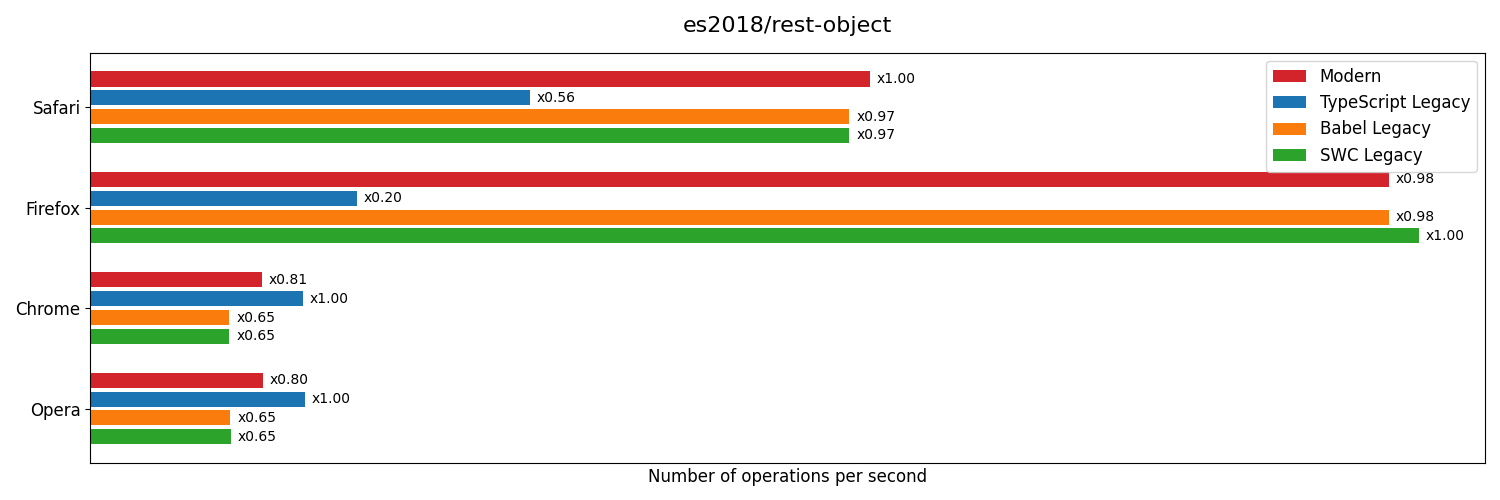 es2018/rest-object
Modern
TypeScript Legacy
Babel Legacy
SWC Legacy
Safari
x1.00
x0.56
x0.97
x0.97
Firefox
x0.98
x0.20
x0.98
x1.00
Chrome
x0.81
x1.00
x0.65
x0.65
Opera
x0.80
x1.00
x0.65
x0.65
Number of operations per second